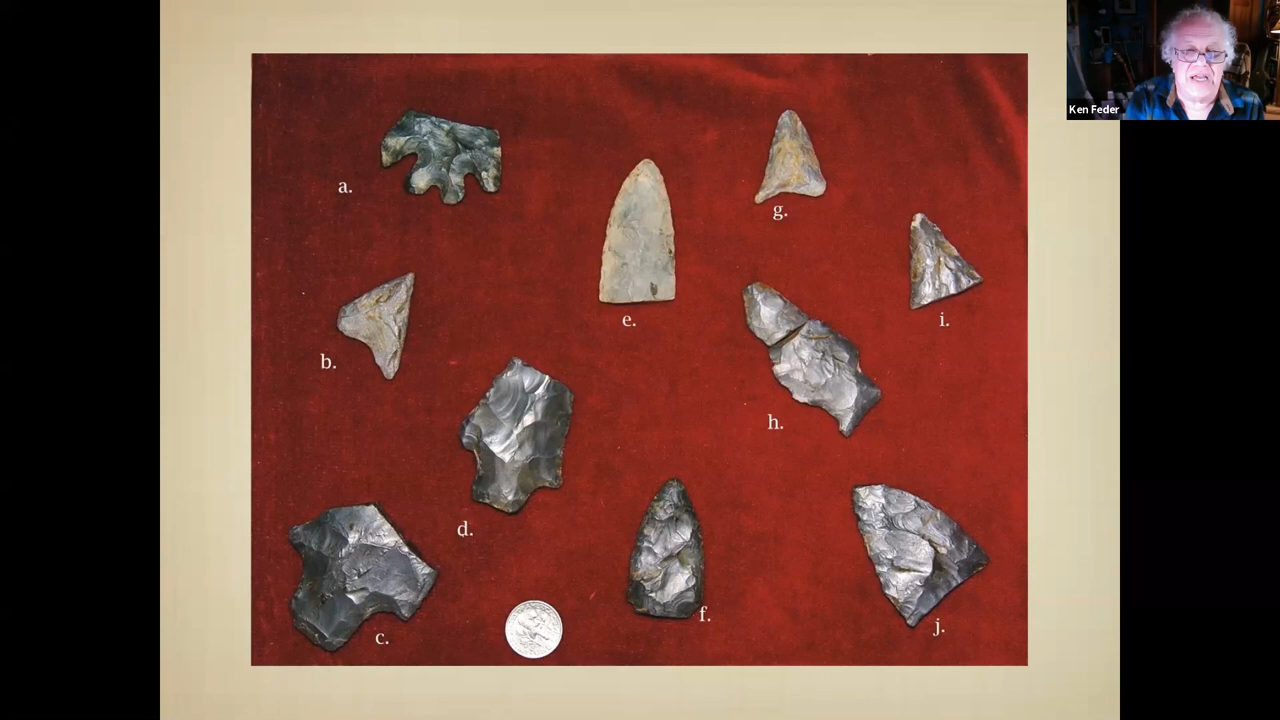 Ken Feder
a.
g.
e.
i.
b.
h.
d.
f.
c.
j.